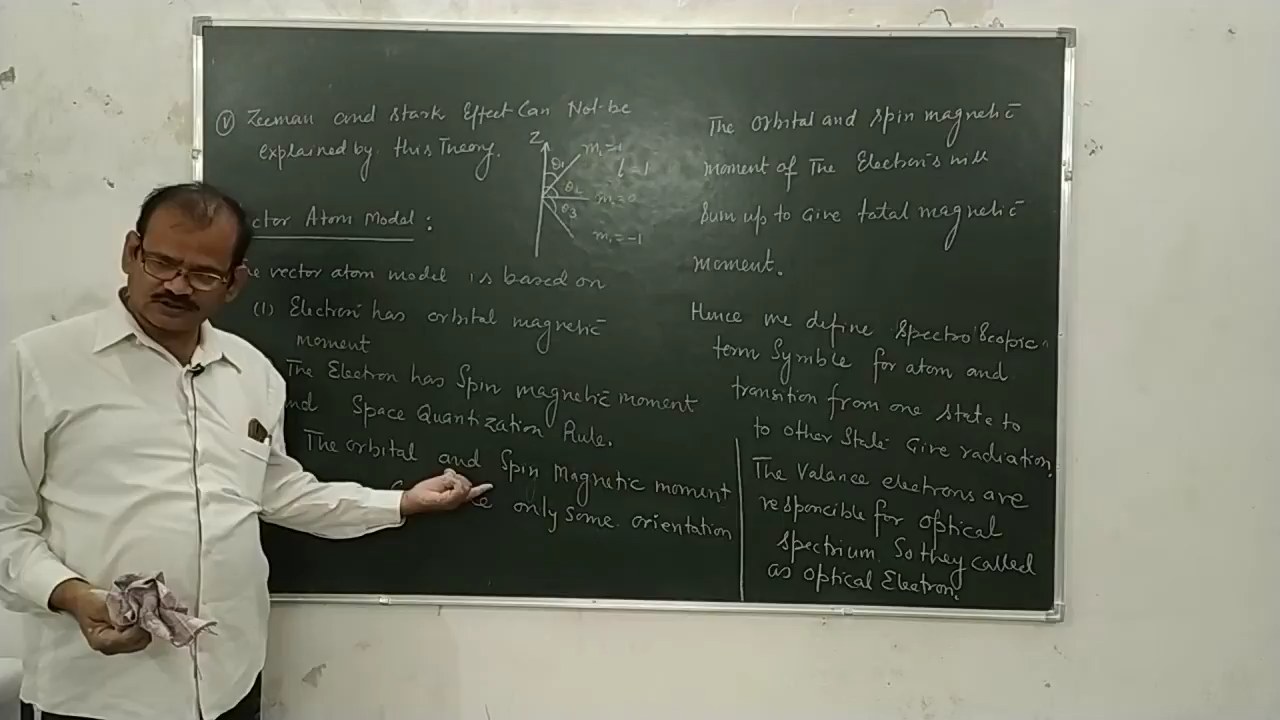 (V) Zeeman and stark Effect Can Not be
explained by this Theory.
Z
θ1
m=1
l=1
θ2
m=0
θ3
m=-1
ctor Atom Model:
e vector atom model is based on
(1) Electron has orbital magnetic
moment
The Electron has Spin magnetic moment
nd Space Quantization Rule.
The orbital and Spin Magnetic moment
only some orientation
The orbital and spin magnetic
moment of The Electron's will
Sum up to Give tatal magnetic
moment.
Hence we define Spectro Scopic
term Symble for atom and
transition from one state to
to other State Give radiation.
The Valance electrons are
responcible for optical
Spectrium. So they called
as optical Electron.